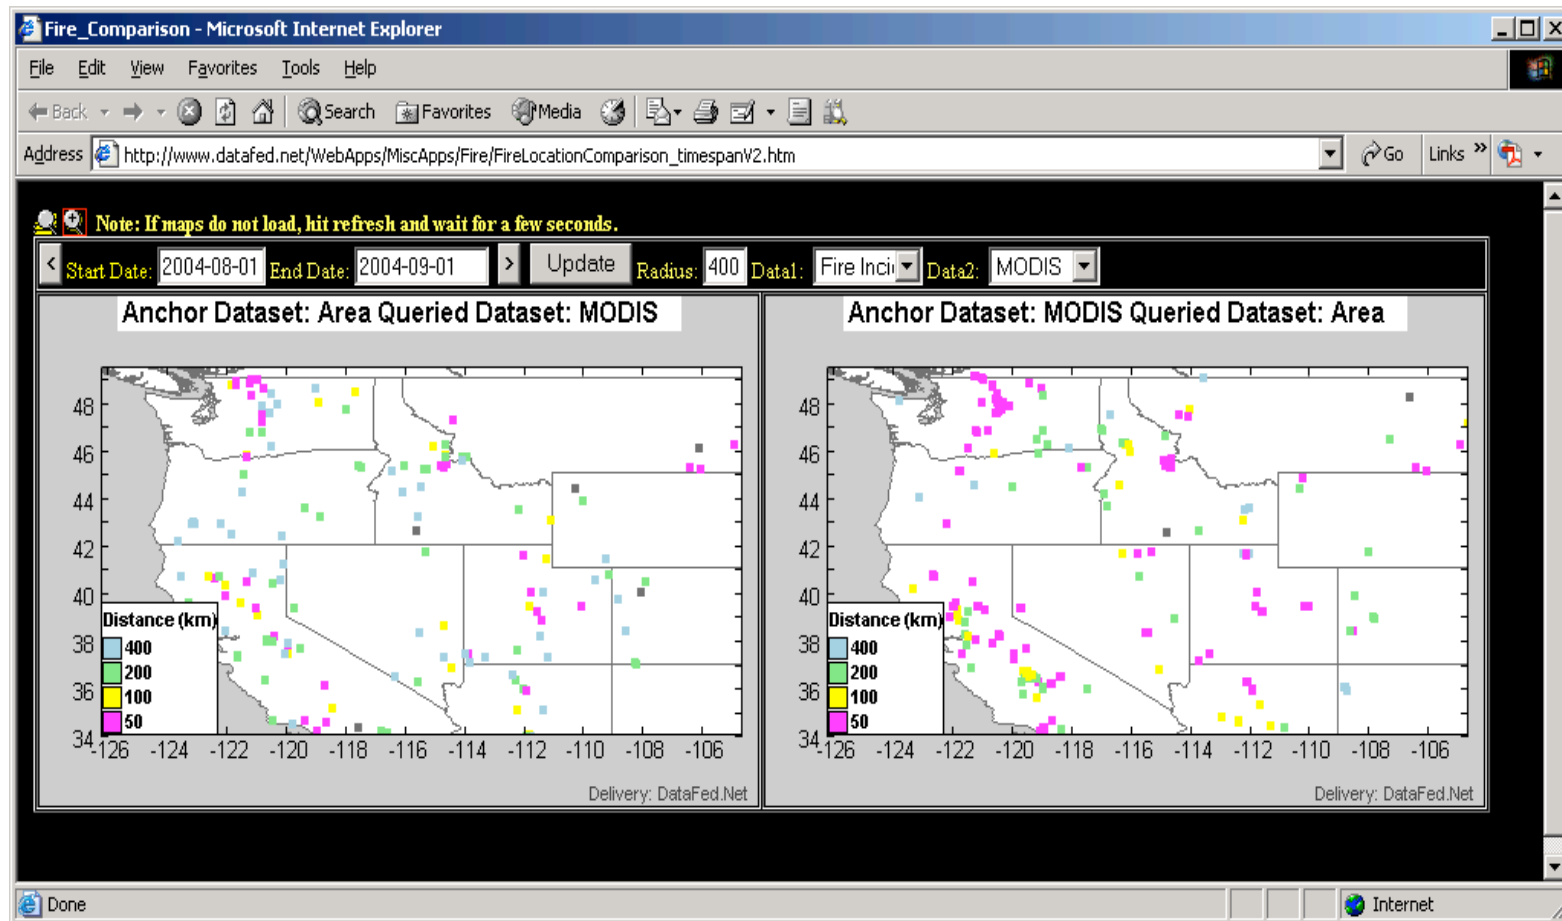 Fire_Comparison - Microsoft Internet Explorer
File Edit View Favorites Tools Help
Back Search Favorites Media
Address http://www.datafed.net/WebApps/MiscApps/Fire/FireLocationComparison_timespanV2.htm Go Links »
Note: If maps do not load, hit refresh and wait for a few seconds.
< Start Date: 2004-08-01 End Date: 2004-09-01 > Update Radius: 400 Data1: Fire Inci Data2: MODIS
Anchor Dataset: Area Queried Dataset: MODIS
48
46
44
42
40
38
36
34
Distance (km)
400
200
100
50
-126 -124 -122 -120 -118 -116 -114 -112 -110 -108 -106
Delivery: DataFed.Net
Anchor Dataset: MODIS Queried Dataset: Area
48
46
44
42
40
38
36
34
Distance (km)
400
200
100
50
-126 -124 -122 -120 -118 -116 -114 -112 -110 -108 -106
Delivery: DataFed.Net
Done Internet